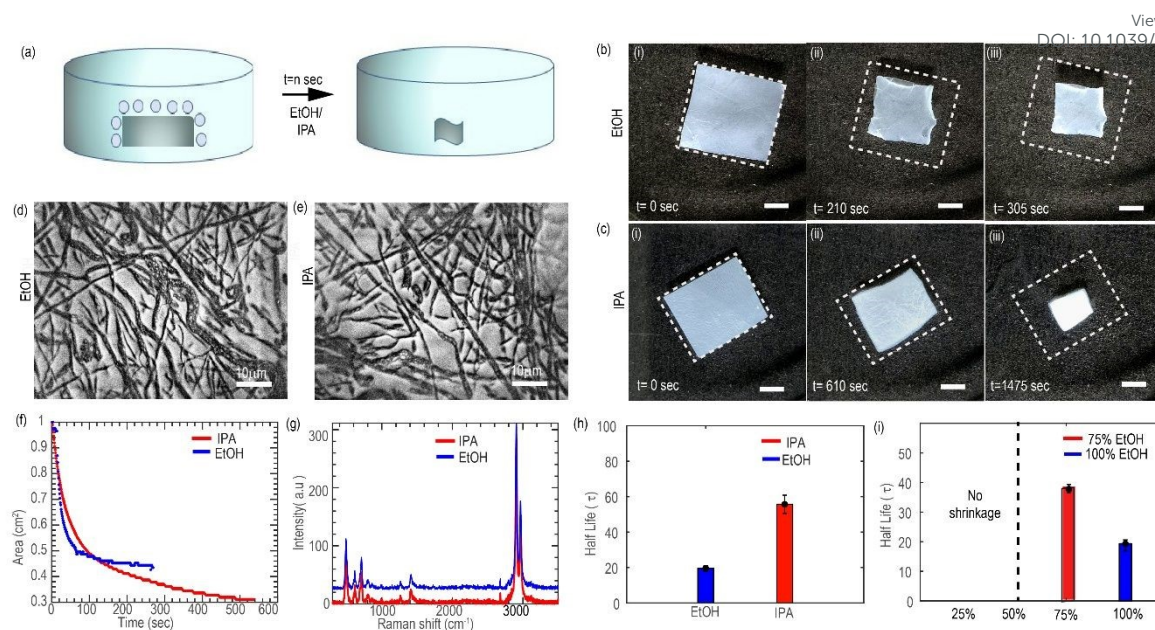 View
DOI: 10.1039/
(a)
t=n sec
EtOH/
IPA
(b)
EtOH
(i)
t= 0 sec
(ii)
t= 210 sec
(iii)
t= 305 sec
(c)
IPA
(i)
t= 0 sec
(ii)
t= 610 sec
(iii)
t=1475 sec
(d)
EtOH
10μm
(e)
IPA
10μm
(f)
IPA
EtOH
Area (cm²)
1
0.9
0.8
0.7
0.6
0.5
0.4
0.3
0 100 200 300 400 500 600
Time (sec)
(g)
IPA
EtOH
Intensity( a.u )
300
200
100
0
1000 2000 3000
Raman shift (cm⁻¹)
(h)
IPA
EtOH
Half Life ( τ )
100
80
60
40
20
0
EtOH IPA
(i)
75% EtOH
100% EtOH
No
shrinkage
Half Life ( τ )
60
50
40
30
20
10
0
25% 50% 75% 100%